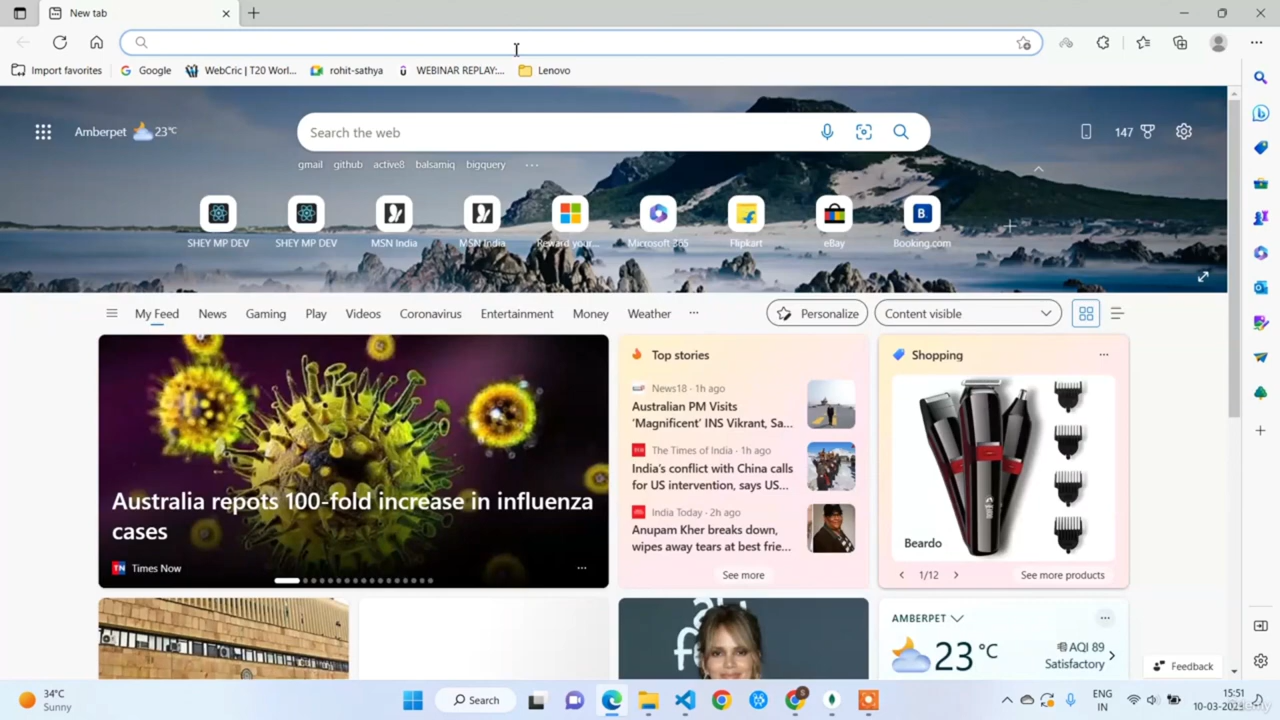 New tab
Import favorites
Google
WebCric | T20 Worl...
rohit-sathya
WEBINAR REPLAY:...
Lenovo
Amberpet 23°C
Search the web
147
gmail github active8 balsamiq bigquery ...
SHEY MP DEV
SHEY MP DEV
MSN India
MSN India
Reward your...
Microsoft 365
Flipkart
eBay
Booking.com
My Feed News Gaming Play Videos Coronavirus Entertainment Money Weather ...
Personalize
Content visible
Australia repots 100-fold increase in influenza
cases
TN Times Now
Top stories
News18 · 1h ago
Australian PM Visits
‘Magnificent’ INS Vikrant, Sa...
The Times of India · 1h ago
India's conflict with China calls
for US intervention, says US...
India Today · 2h ago
Anupam Kher breaks down,
wipes away tears at best frie...
See more
Shopping
Beardo
1/12
See more products
AMBERPET
23 °C
AQI 89
Satisfactory
Feedback
34°C
Sunny
Search
ENG
IN
15:51
10-03-2023